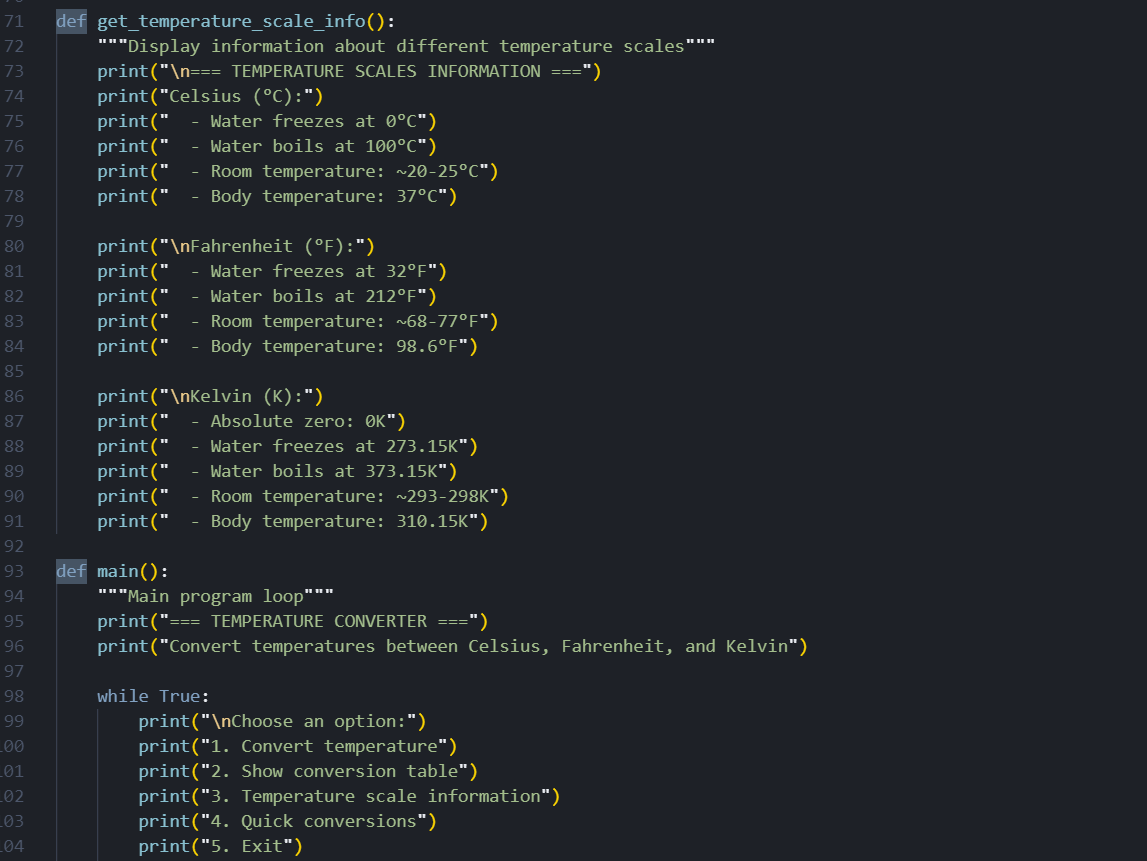 71 def get_temperature_scale_info():
72     """Display information about different temperature scales"""
73     print("\n=== TEMPERATURE SCALES INFORMATION ===")
74     print("Celsius (°C):")
75     print("  - Water freezes at 0°C")
76     print("  - Water boils at 100°C")
77     print("  - Room temperature: ~20-25°C")
78     print("  - Body temperature: 37°C")
79
80     print("\nFahrenheit (°F):")
81     print("  - Water freezes at 32°F")
82     print("  - Water boils at 212°F")
83     print("  - Room temperature: ~68-77°F")
84     print("  - Body temperature: 98.6°F")
85
86     print("\nKelvin (K):")
87     print("  - Absolute zero: 0K")
88     print("  - Water freezes at 273.15K")
89     print("  - Water boils at 373.15K")
90     print("  - Room temperature: ~293-298K")
91     print("  - Body temperature: 310.15K")
92
93 def main():
94     """Main program loop"""
95     print("=== TEMPERATURE CONVERTER ===")
96     print("Convert temperatures between Celsius, Fahrenheit, and Kelvin")
97
98     while True:
99         print("\nChoose an option:")
00         print("1. Convert temperature")
01         print("2. Show conversion table")
02         print("3. Temperature scale information")
03         print("4. Quick conversions")
04         print("5. Exit")